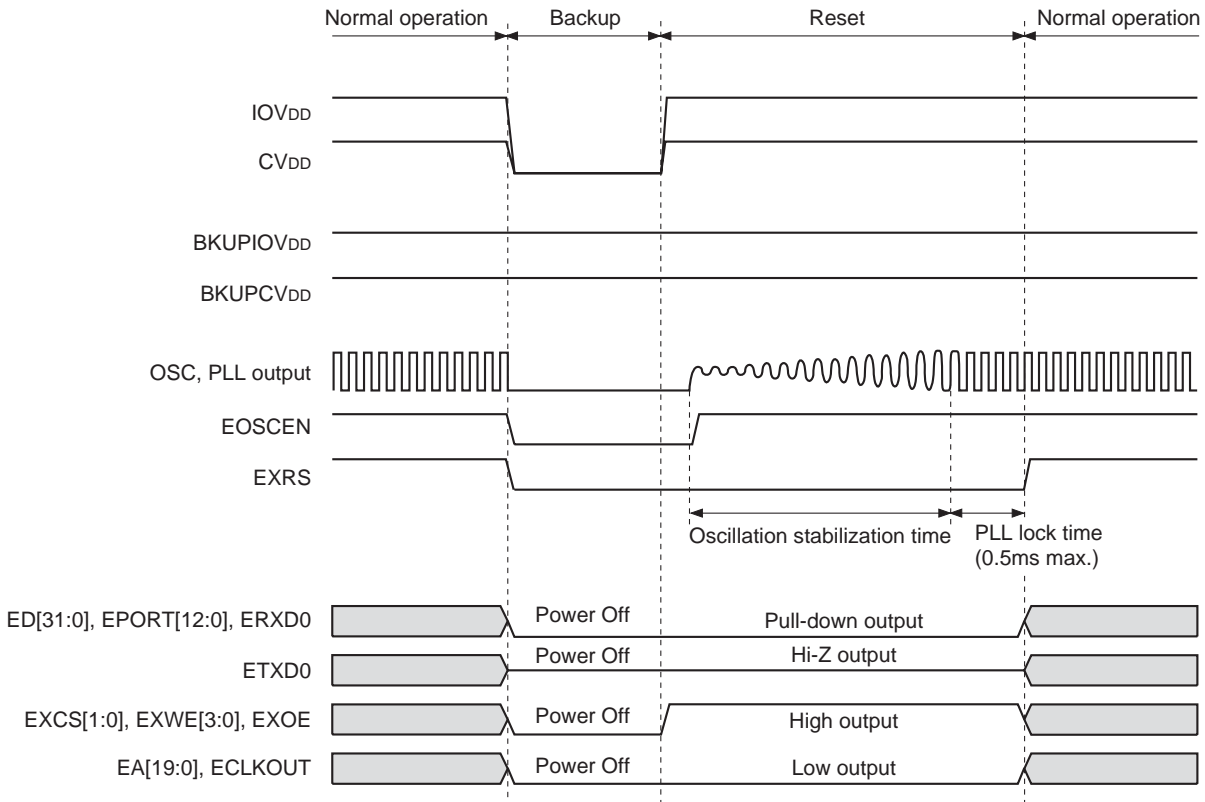 Normal operation Backup Reset Normal operation
IOVDD
CVDD
BKUPIOVDD
BKUPCVDD
OSC, PLL output
EOSCEN
EXRS
Oscillation stabilization time PLL lock time
(0.5ms max.)
ED[31:0], EPORT[12:0], ERXD0 Power Off Pull-down output
ETXD0 Power Off Hi-Z output
EXCS[1:0], EXWE[3:0], EXOE Power Off High output
EA[19:0], ECLKOUT Power Off Low output